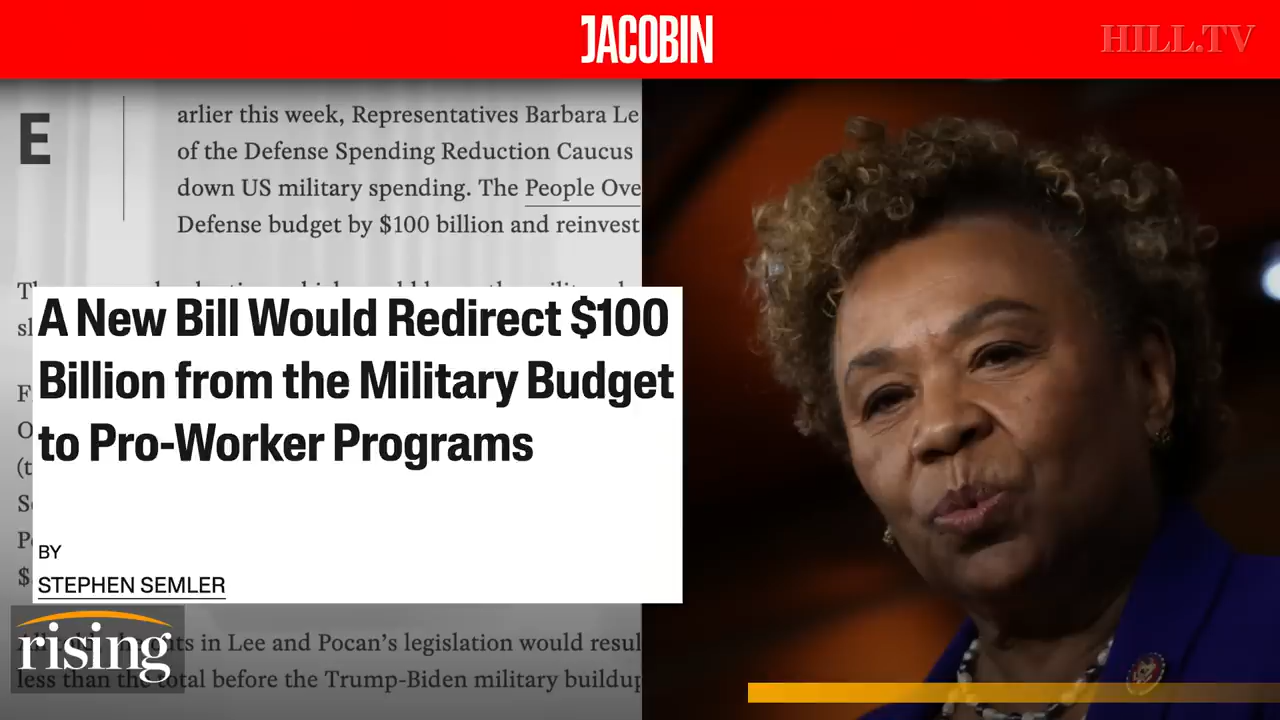 JACOBIN
HILL.TV
E
arlier this week, Representatives Barbara Le
of the Defense Spending Reduction Caucus
down US military spending. The People Ove
Defense budget by $100 billion and reinvest
A New Bill Would Redirect $100
Billion from the Military Budget
to Pro-Worker Programs
BY
STEPHEN SEMLER
rising
in Lee and Pocan's legislation would resul
less than the total before the Trump-Biden military buildup